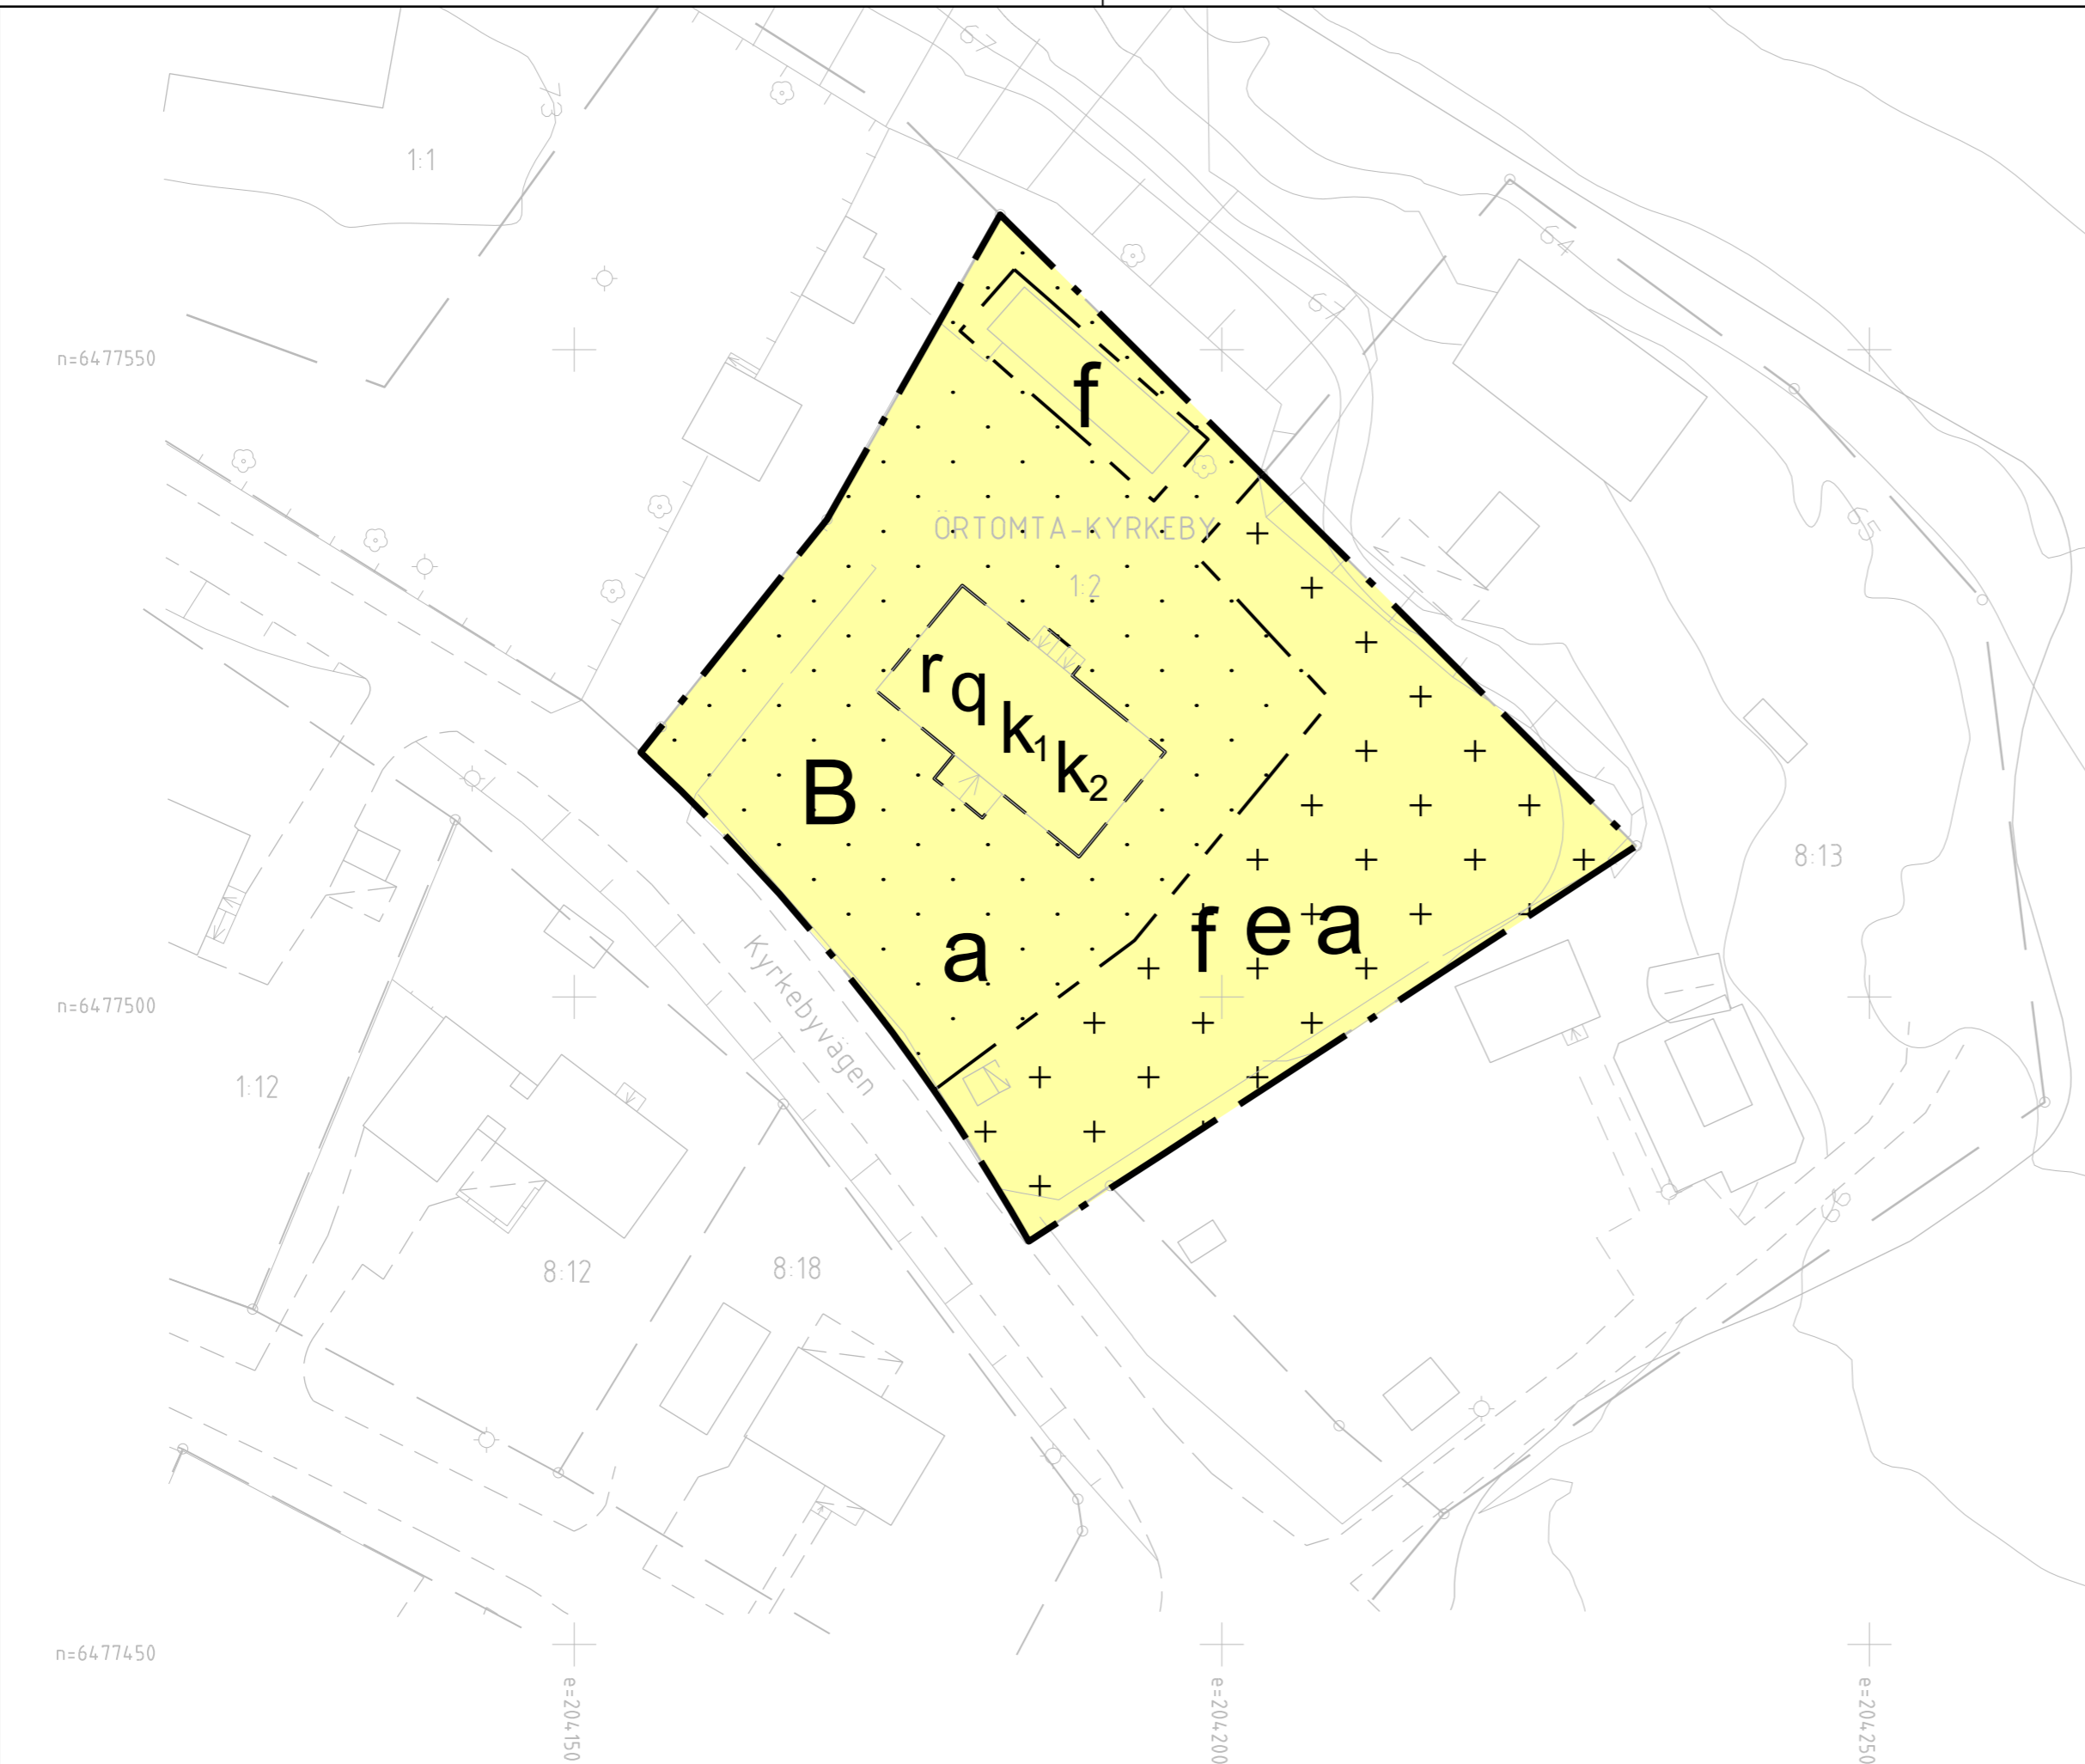 1:1
n=6477550
f
ÖRTOMTA-KYRKEBY
1:2
r q k1 k2
B
8:13
a
f e a
Kyrkebyvägen
n=6477500
1:12
8:12
8:18
n=6477450
e=204150
e=204200
e=204250